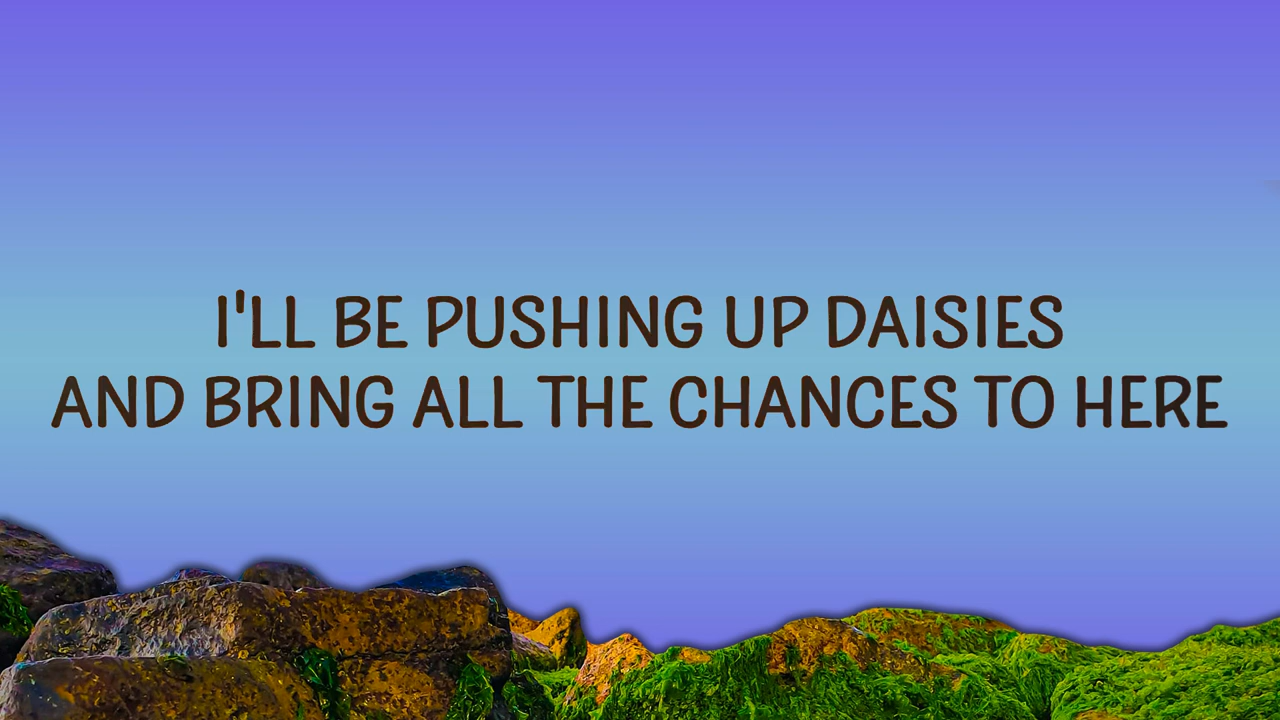 I'LL BE PUSHING UP DAISIES
AND BRING ALL THE CHANCES TO HERE